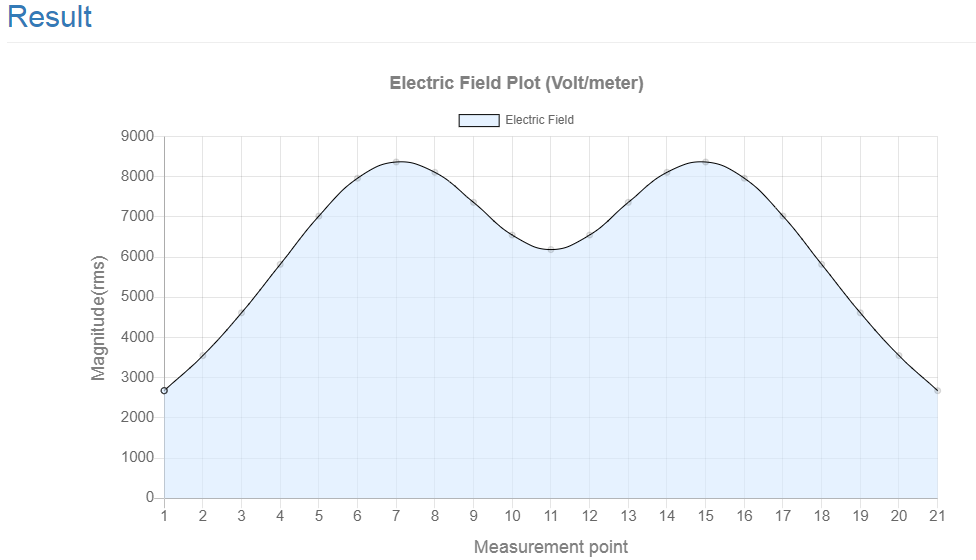 Result
Electric Field Plot (Volt/meter)
Electric Field
9000
8000
7000
6000
5000
4000
3000
2000
1000
0
Magnitude(rms)
1 2 3 4 5 6 7 8 9 10 11 12 13 14 15 16 17 18 19 20 21
Measurement point